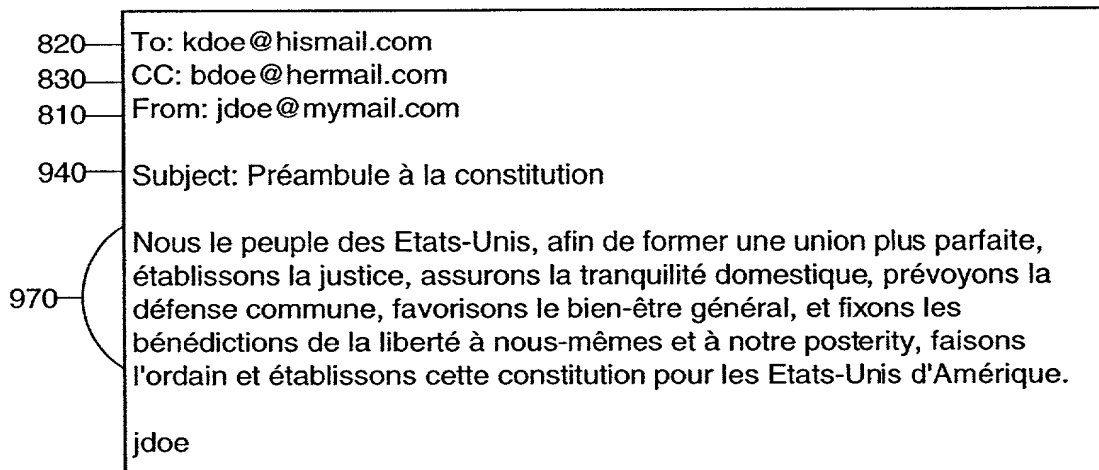 820 To: kdoe@hismail.com
830 CC: bdoe@hermail.com
810 From: jdoe@mymail.com
940 Subject: Préambule à la constitution
Nous le peuple des Etats-Unis, afin de former une union plus parfaite,
établissons la justice, assurons la tranquilité domestique, prévoyons la
970 défense commune, favorisons le bien-être général, et fixons les
bénédictions de la liberté à nous-mêmes et à notre posterity, faisons
l'ordain et établissons cette constitution pour les Etats-Unis d'Amérique.
jdoe